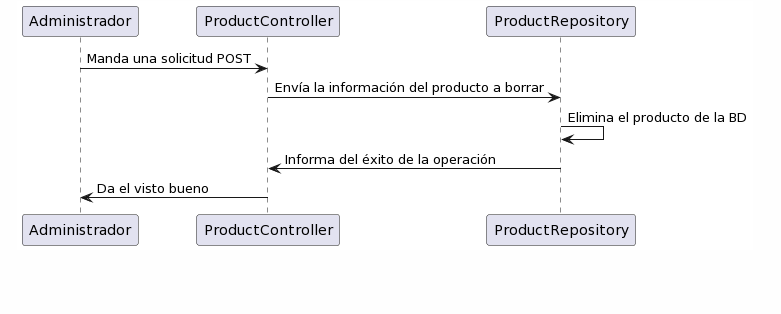 Administrador
ProductController
ProductRepository
Manda una solicitud POST
Envía la información del producto a borrar
Elimina el producto de la BD
Informa del éxito de la operación
Da el visto bueno
Administrador
ProductController
ProductRepository